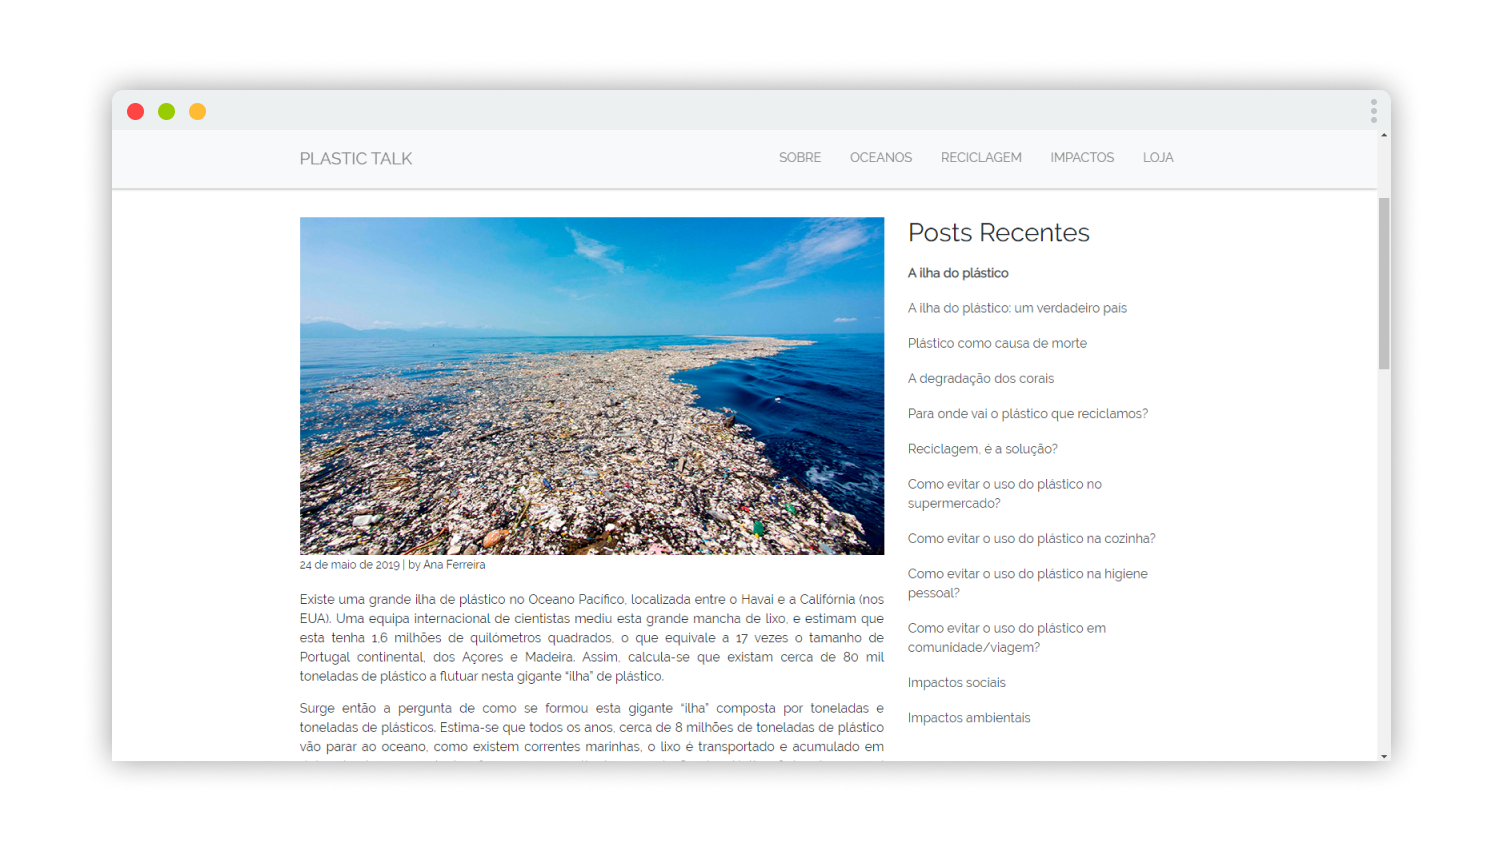 PLASTIC TALK
SOBRE OCEANOS RECICLAGEM IMPACTOS LOJA
24 de maio de 2019 | by Ana Ferreira
Existe uma grande ilha de plástico no Oceano Pacífico, localizada entre o Havai e a Califórnia (nos
EUA). Uma equipa internacional de cientistas mediu esta grande mancha de lixo, e estimam que
esta tenha 1,6 milhões de quilómetros quadrados, o que equivale a 17 vezes o tamanho de
Portugal continental, dos Açores e Madeira. Assim, calcula-se que existam cerca de 80 mil
toneladas de plástico a flutuar nesta gigante “ilha” de plástico.
Surge então a pergunta de como se formou esta gigante “ilha” composta por toneladas e
toneladas de plásticos. Estima-se que todos os anos, cerca de 8 milhões de toneladas de plástico
vão parar ao oceano, como existem correntes marinhas, o lixo é transportado e acumulado em
Posts Recentes
A ilha do plástico
A ilha do plástico: um verdadeiro país
Plástico como causa de morte
A degradação dos corais
Para onde vai o plástico que reciclamos?
Reciclagem, é a solução?
Como evitar o uso do plástico no
supermercado?
Como evitar o uso do plástico na cozinha?
Como evitar o uso do plástico na higiene
pessoal?
Como evitar o uso do plástico em
comunidade/viagem?
Impactos sociais
Impactos ambientais